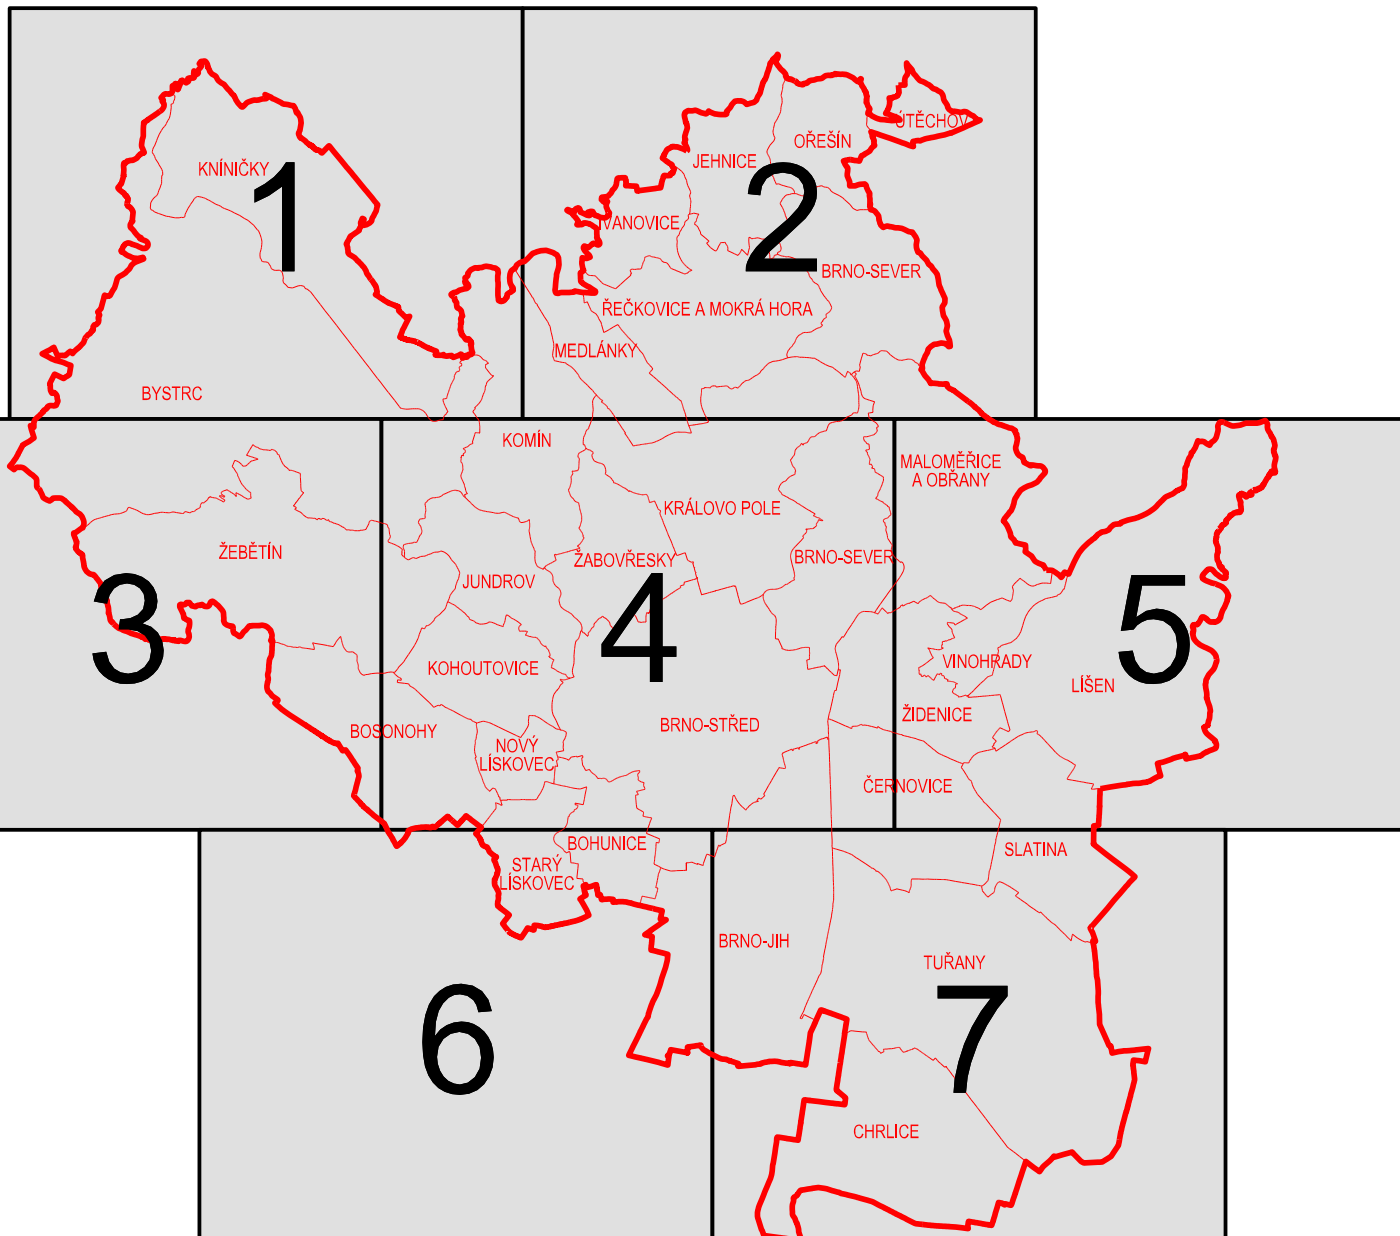 ÚTĚCHOV
OŘEŠÍN
JEHNICE
KNÍNIČKY
1
2
IVANOVICE
BRNO-SEVER
ŘEČKOVICE A MOKRÁ HORA
MEDLÁNKY
BYSTRC
KOMÍN
MALOMĚŘICE
A OBŘANY
KRÁLOVO POLE
ŽEBĚTÍN
ŽABOVŘESKY
BRNO-SEVER
JUNDROV
3
4
5
KOHOUTOVICE
VINOHRADY
LÍŠEN
ŽIDENICE
BOSONOHY
BRNO-STŘED
NOVÝ
LÍSKOVEC
ČERNOVICE
BOHUNICE
SLATINA
STARÝ
LÍSKOVEC
BRNO-JIH
TUŘANY
6
7
CHRLICE